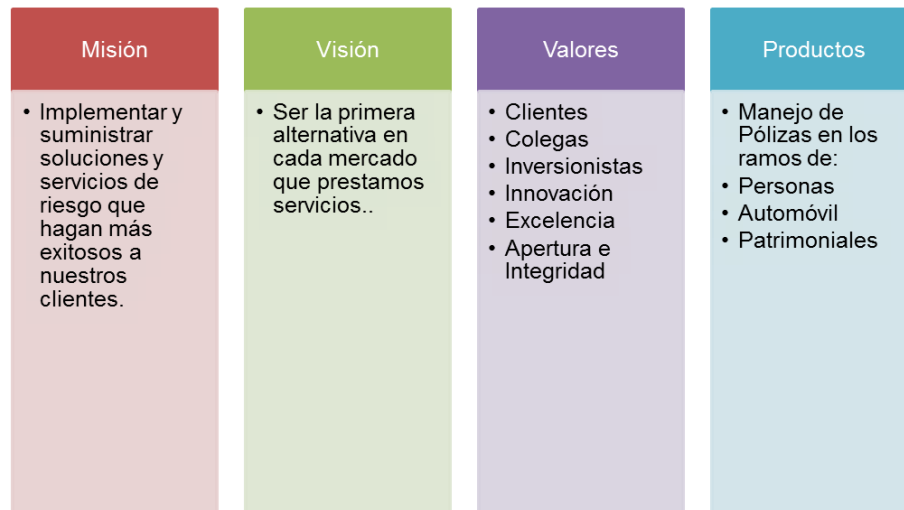 Misión
• Implementar y
suministrar
soluciones y
servicios de
riesgo que
hagan más
exitosos a
nuestros
clientes.
Visión
• Ser la primera
alternativa en
cada mercado
que prestamos
servicios..
Valores
• Clientes
• Colegas
• Inversionistas
• Innovación
• Excelencia
• Apertura e
Integridad
Productos
• Manejo de
Pólizas en los
ramos de:
• Personas
• Automóvil
• Patrimoniales